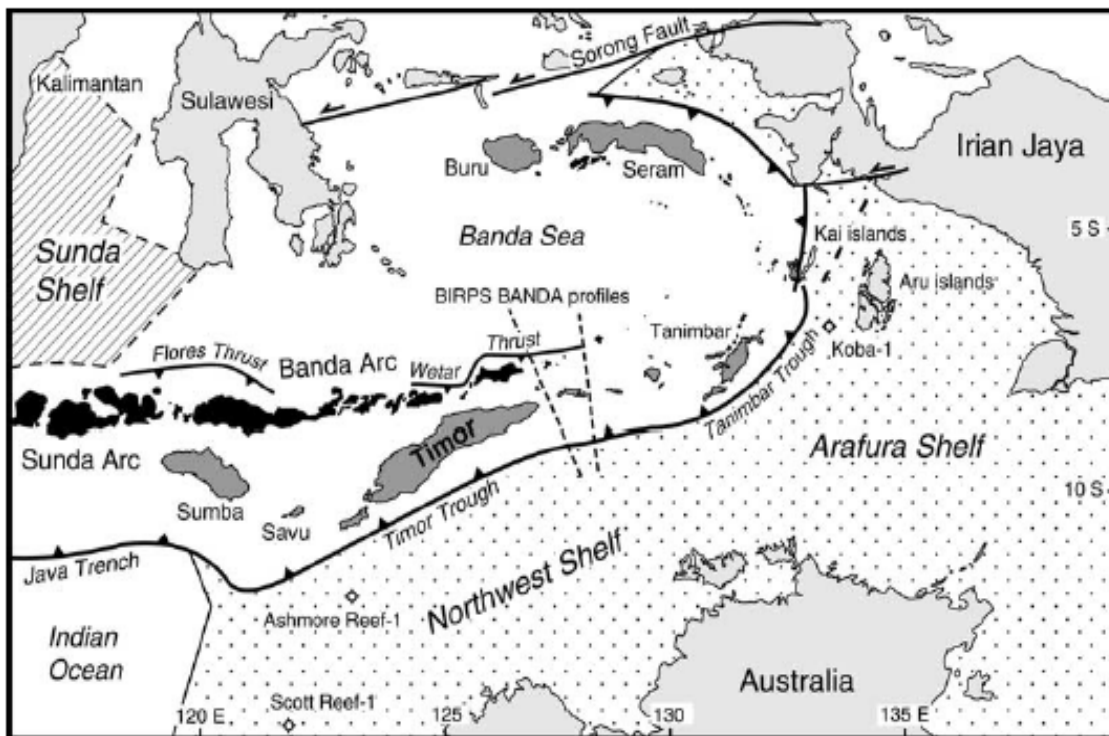 Sorong Fault
Kalimantan
Sulawesi
Irian Jaya
Buru
Seram
5 S
Banda Sea
Kai islands
Sunda
Shelf
Aru islands
BIRPS BANDA profiles
Tanimbar
Koba-1
Flores Thrust
Banda Arc
Wetar
Thrust
Tanimbar Trough
Timor
Arafura Shelf
Sunda Arc
10 S
Sumba
Savu
Timor Trough
Java Trench
Northwest Shelf
Ashmore Reef-1
Indian
Ocean
Australia
Scott Reef-1
120 E
125
130
135 E